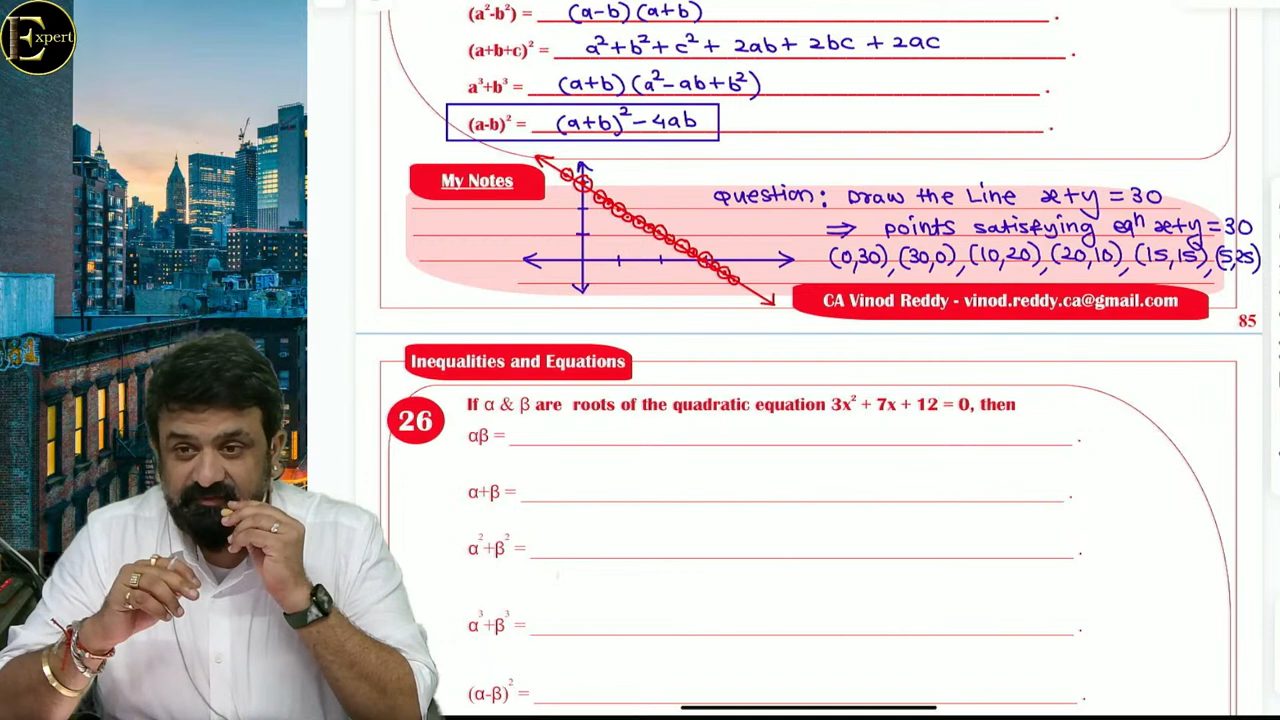 Expert
(a²-b²) = (a-b) (a+b) .
(a+b+c)² = a²+b²+c²+ 2ab+ 2bc + 2ac .
a³+b³ = (a+b) (a²-ab+b²) .
(a-b)² = (a+b)²-4ab .
My Notes
Question: Draw the Line x+y = 30
⇒ points satisfying eqⁿ x+y=30
(0,30), (30,0), (10,20), (20,10), (15,15), (5,25)
CA Vinod Reddy - vinod.reddy.ca@gmail.com
85
Inequalities and Equations
26 If α & β are roots of the quadratic equation 3x² + 7x + 12 = 0, then
αβ = .
α+β = .
α²+β² = .
α³+β³ = .
(α-β)² = .